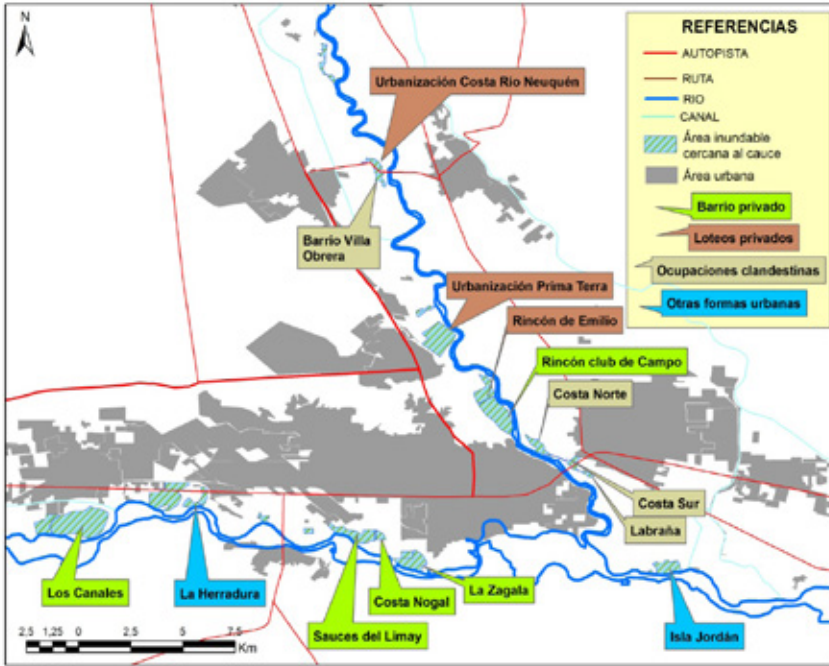 N
REFERENCIAS
AUTOPISTA
RUTA
RIO
CANAL
Área inundable
cercana al cauce
Área urbana
Barrio privado
Loteos privados
Ocupaciones clandestinas
Otras formas urbanas
Urbanización Costa Rio Neuquén
Barrio Villa
Obrera
Urbanización Prima Terra
Rincón de Emilio
Rincón club de Campo
Costa Norte
Costa Sur
Labraña
Los Canales
La Herradura
Sauces del Limay
Costa Nogal
La Zagala
Isla Jordán
2,5 1,25 0 2,5 5 7,5
Km